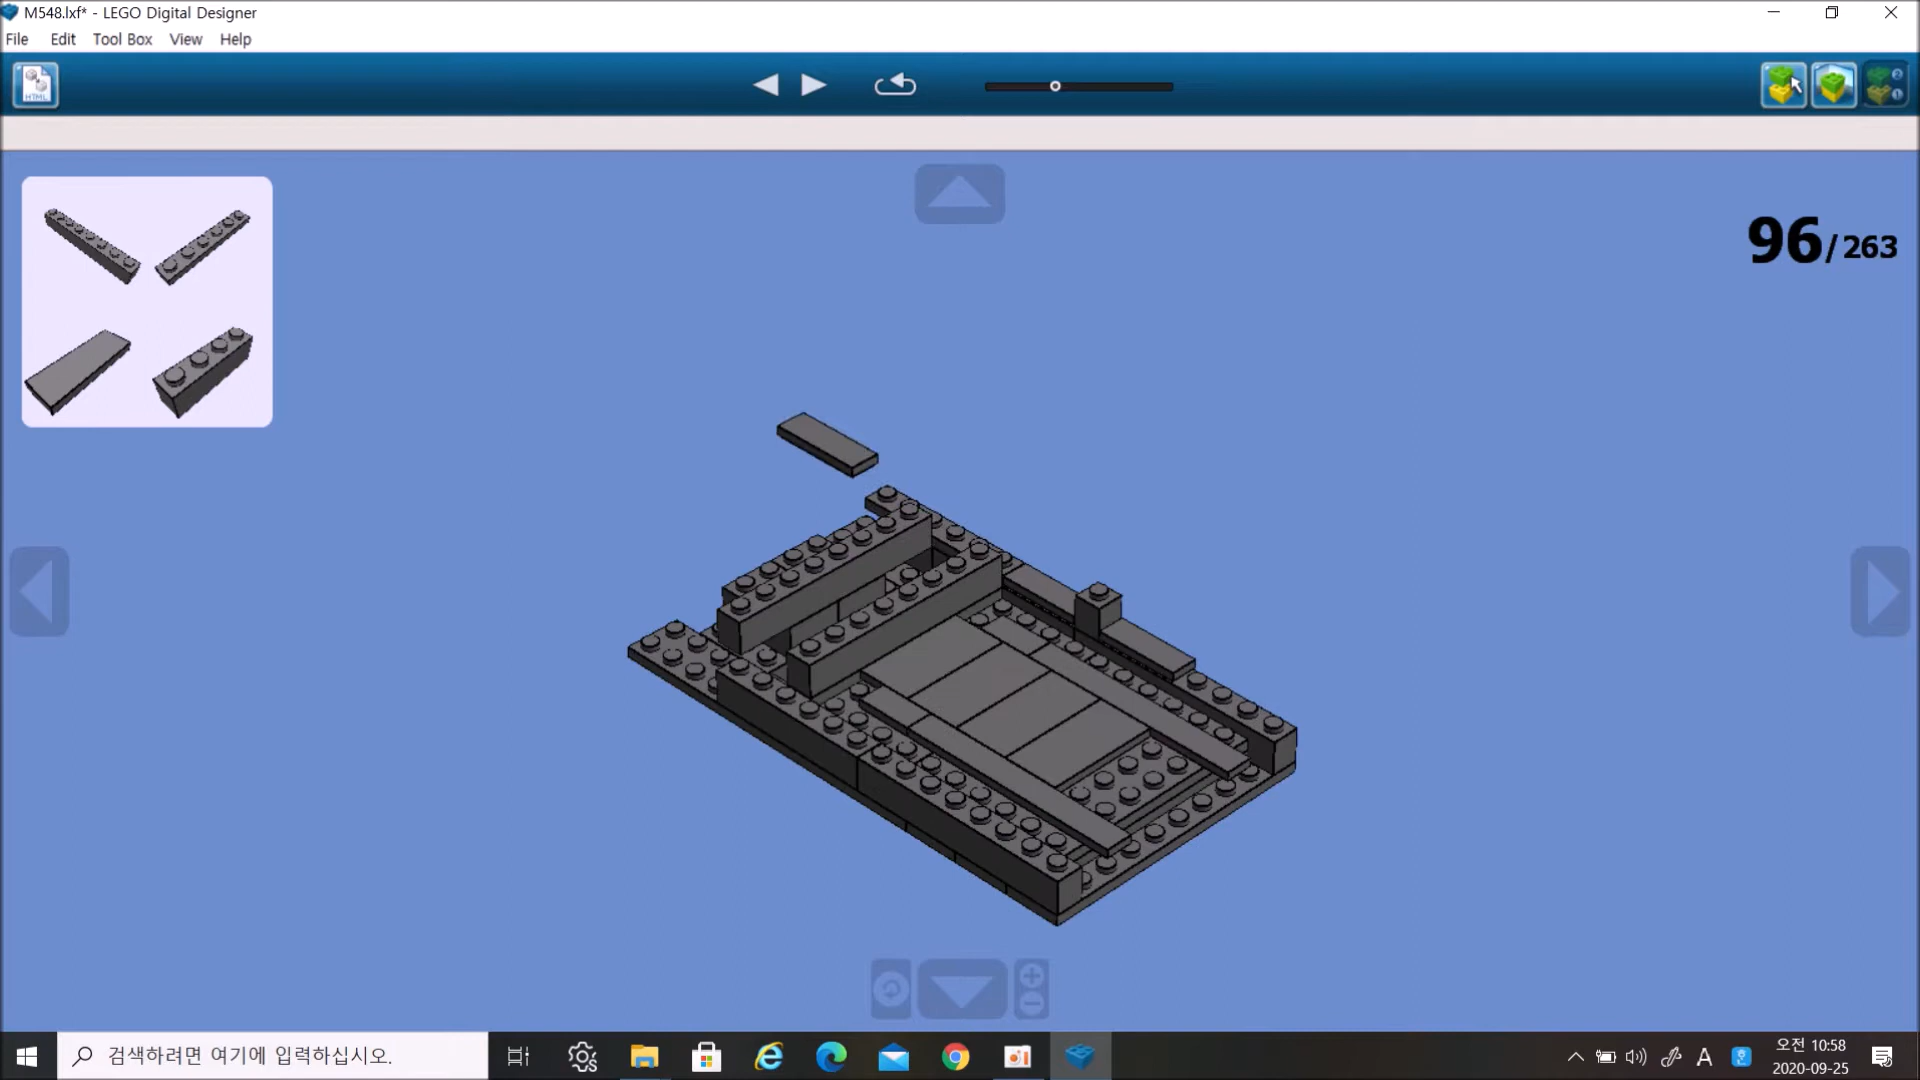 M548.lxf* - LEGO Digital Designer
File Edit Tool Box View Help
HTML
96/263
검색하려면 여기에 입력하십시오.
A
오전 10:58
2020-09-25